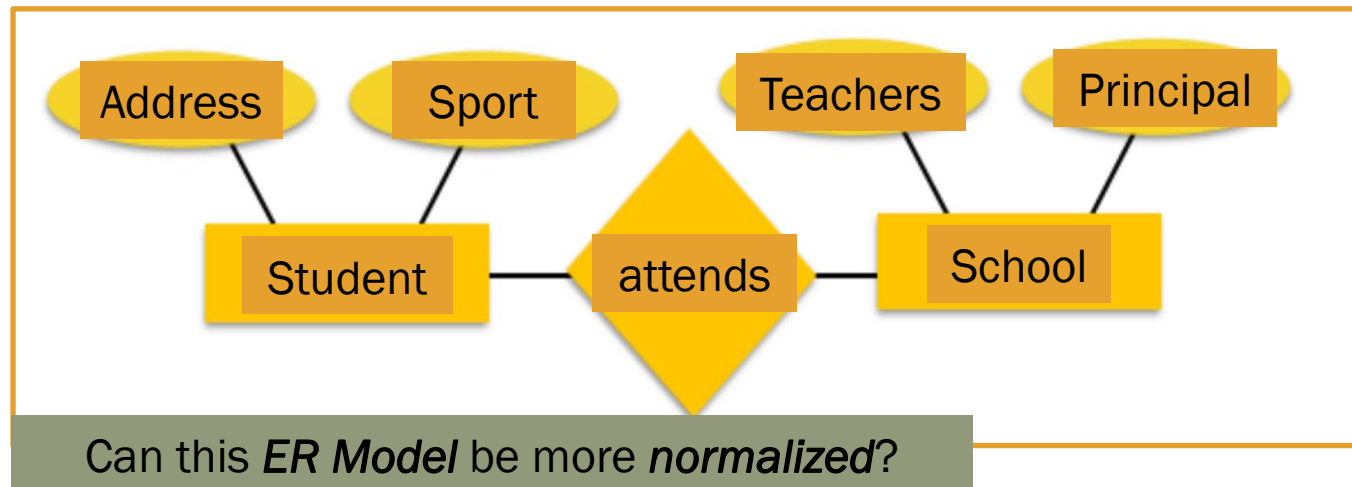 Address
Sport
Teachers
Principal
Student
attends
School
Can this ER Model be more normalized?